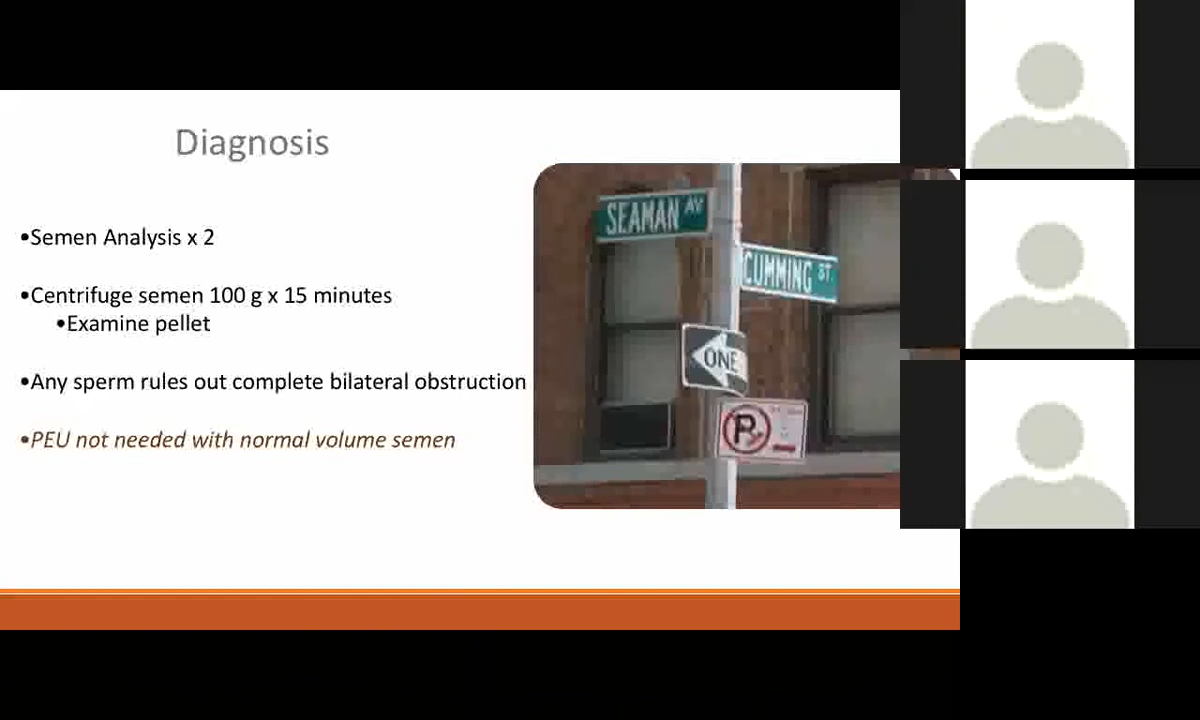 Diagnosis
•Semen Analysis x 2
•Centrifuge semen 100 g x 15 minutes
•Examine pellet
•Any sperm rules out complete bilateral obstruction
•PEU not needed with normal volume semen
SEAMAN AV
CUMMING ST
ONE
P